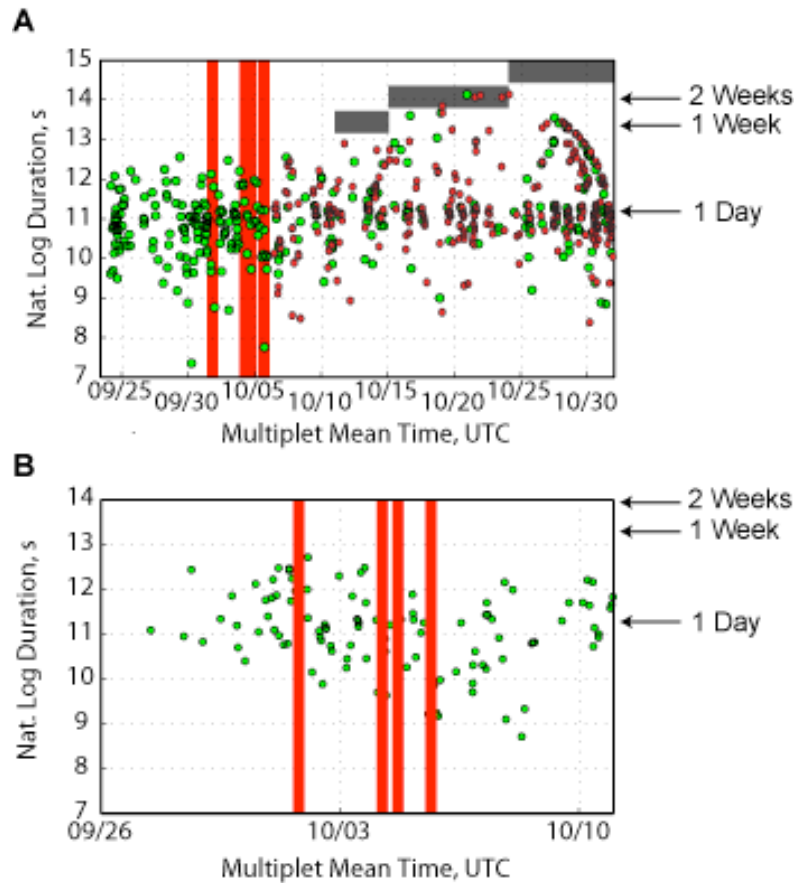 A
Nat. Log Duration, s
15
14
13
12
11
10
9
8
7
2 Weeks
1 Week
1 Day
09/25
09/30
10/05
10/10
10/15
10/20
10/25
10/30
Multiplet Mean Time, UTC
B
Nat. Log Duration, s
14
13
12
11
10
9
8
7
2 Weeks
1 Week
1 Day
09/26
10/03
10/10
Multiplet Mean Time, UTC